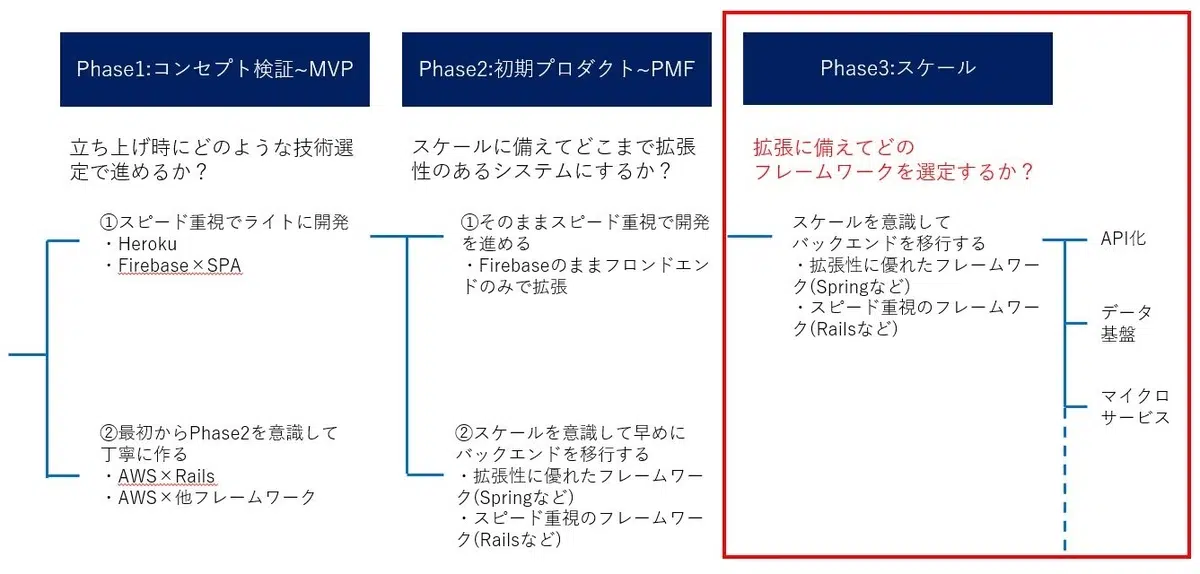 Phase1:コンセプト検証~MVP
立ち上げ時にどのような技術選
定で進めるか？
①スピード重視でライトに開発
・Heroku
・Firebase×SPA
②最初からPhase2を意識して
丁寧に作る
・AWS×Rails
・AWS×他フレームワーク
Phase2:初期プロダクト~PMF
スケールに備えてどこまで拡張
性のあるシステムにするか？
①そのままスピード重視で開発
を進める
・Firebaseのままフロンドエン
ドのみで拡張
②スケールを意識して早めに
バックエンドを移行する
・拡張性に優れたフレームワー
ク(Springなど)
・スピード重視のフレームワー
ク(Railsなど)
Phase3:スケール
拡張に備えてどの
フレームワークを選定するか？
スケールを意識して
バックエンドを移行する
・拡張性に優れたフレームワー
ク(Springなど)
・スピード重視のフレームワー
ク(Railsなど)
API化
データ
基盤
マイクロ
サービス